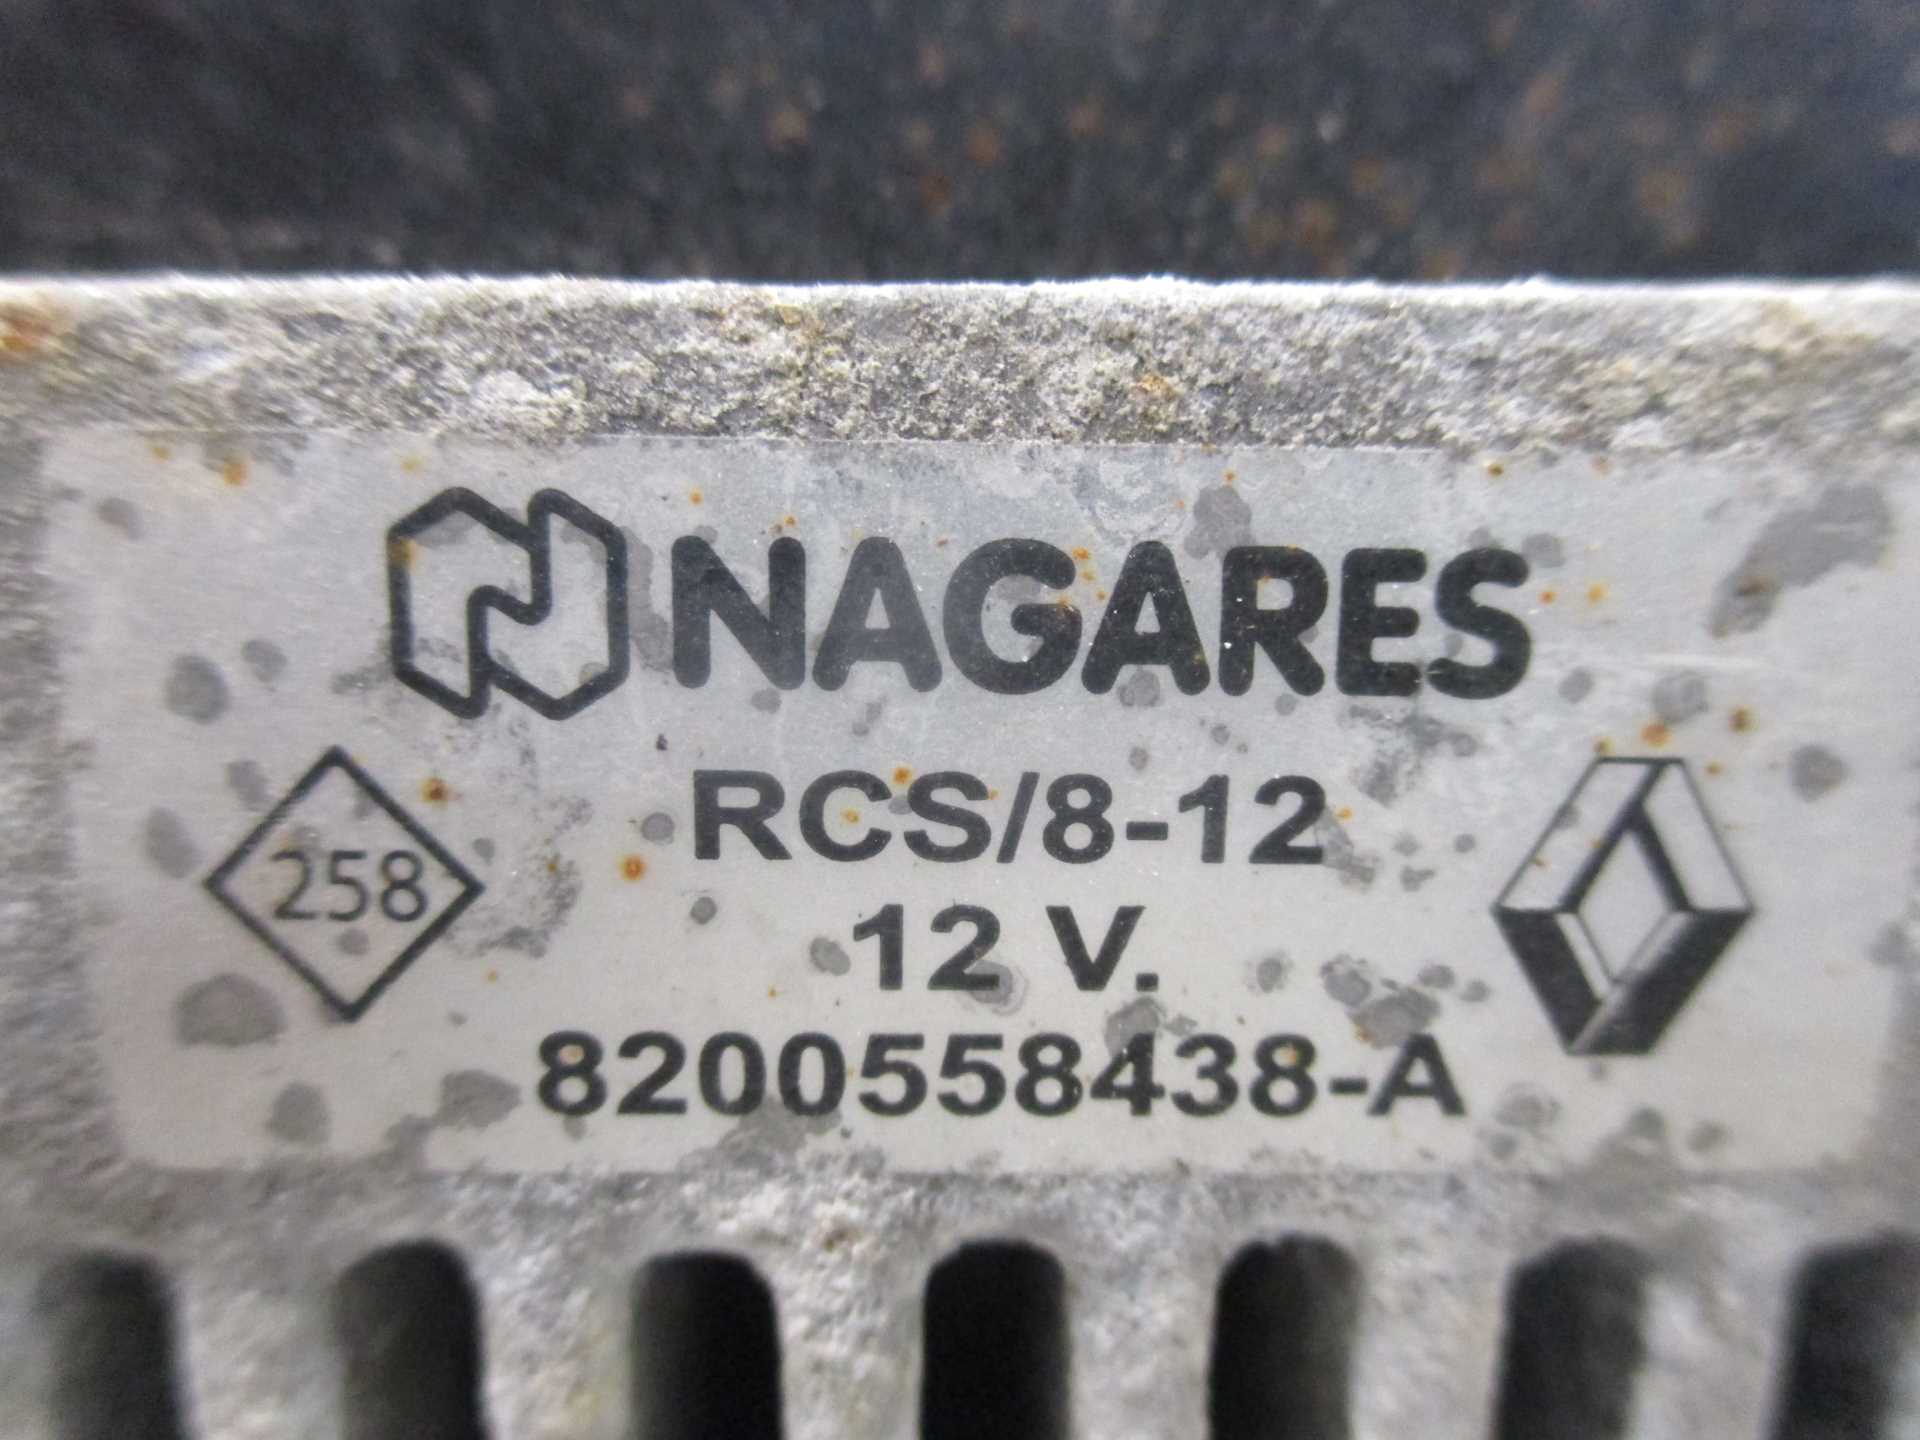 NAGARES
RCS/8-12
258
12 V.
8200558438-A